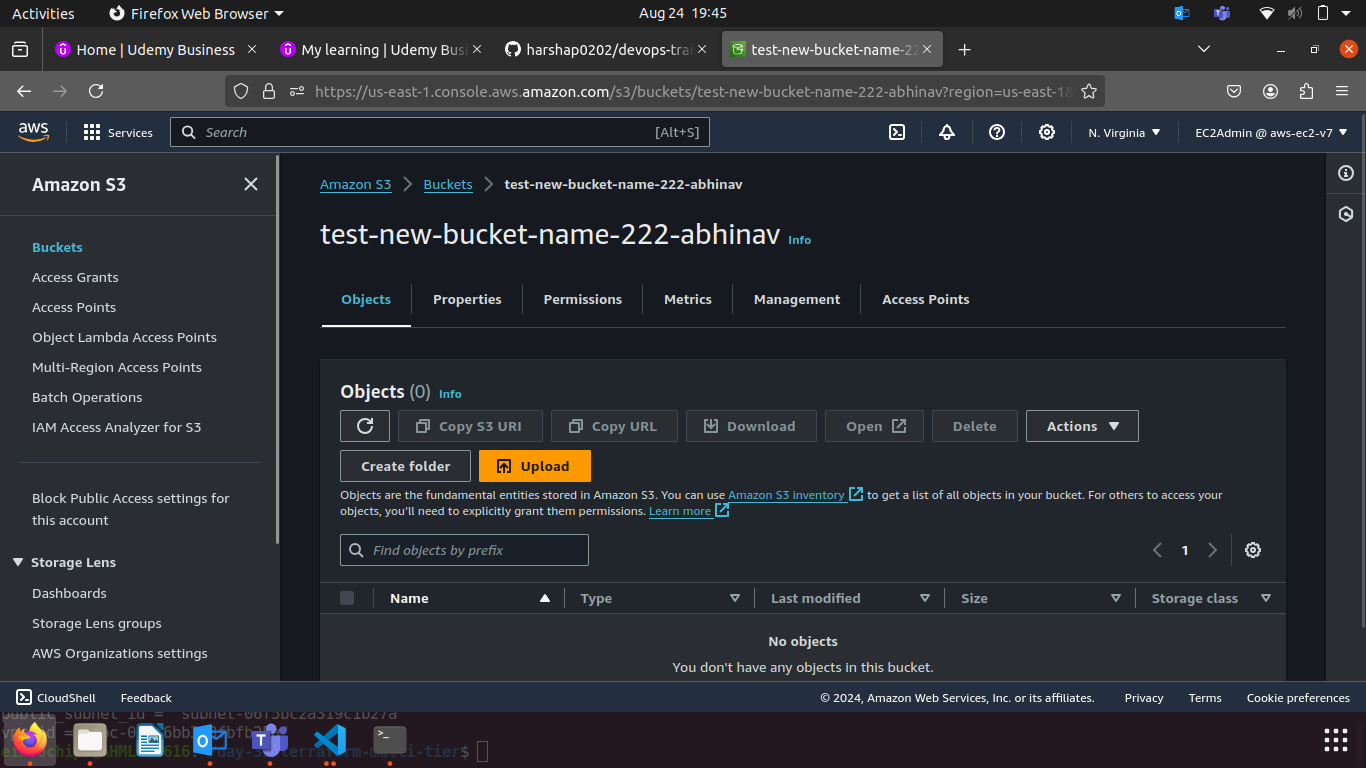 Activities Firefox Web Browser Aug 24 19:45
Home | Udemy Business My learning | Udemy Bus harshap0202/devops-tra test-new-bucket-name-22
https://us-east-1.console.aws.amazon.com/s3/buckets/test-new-bucket-name-222-abhinav?region=us-east-1&
aws Services Search [Alt+S] N. Virginia EC2Admin @ aws-ec2-v7
Amazon S3
Buckets
Access Grants
Access Points
Object Lambda Access Points
Multi-Region Access Points
Batch Operations
IAM Access Analyzer for S3
Block Public Access settings for
this account
Storage Lens
Dashboards
Storage Lens groups
AWS Organizations settings
Amazon S3 Buckets test-new-bucket-name-222-abhinav
test-new-bucket-name-222-abhinav Info
Objects Properties Permissions Metrics Management Access Points
Objects (0) Info
Copy S3 URI Copy URL Download Open Delete Actions
Create folder Upload
Objects are the fundamental entities stored in Amazon S3. You can use Amazon S3 inventory to get a list of all objects in your bucket. For others to access your
objects, you'll need to explicitly grant them permissions. Learn more
Find objects by prefix 1
Name Type Last modified Size Storage class
No objects
You don't have any objects in this bucket.
CloudShell Feedback © 2024, Amazon Web Services, Inc. or its affiliates. Privacy Terms Cookie preferences
public_subnet_id = "subnet-06f5bc2a319c1b27a